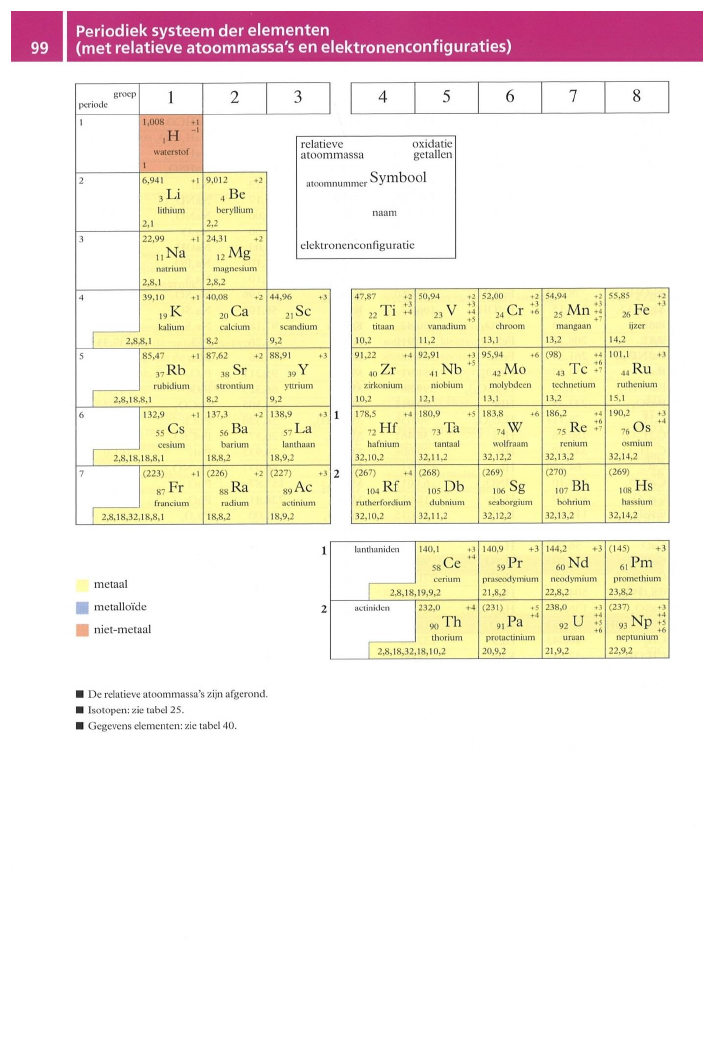 99
Periodiek systeem der elementen
(met relatieve atoommassa's en elektronenconfiguraties)
groep
periode
1 2 3 4 5 6 7 8
1
1,008 +1
-1
1 H
waterstof
1
relatieve atoommassa
oxidatie getallen
atoomnummer Symbool
naam
elektronenconfiguratie
2
6,941 +1 9,012 +2
3 Li 4 Be
lithium beryllium
2,1 2,2
3
22,99 +1 24,31 +2
11 Na 12 Mg
natrium magnesium
2,8,1 2,8,2
4
39,10 +1 40,08 +2 44,96 +3 47,87 +2 +3 +4 50,94 +2 +3 +4 +5 52,00 +2 +3 +6 54,94 +2 +3 +4 +7 55,85 +2 +3
19 K 20 Ca 21 Sc 22 Ti 23 V 24 Cr 25 Mn 26 Fe
kalium calcium scandium titaan vanadium chroom mangaan ijzer
2,8,8,1 8,2 9,2 10,2 11,2 13,1 13,2 14,2
5
85,47 +1 87,62 +2 88,91 +3 91,22 +4 92,91 +3 +5 95,94 +6 (98) +4 +6 +7 101,1 +3
37 Rb 38 Sr 39 Y 40 Zr 41 Nb 42 Mo 43 Tc 44 Ru
rubidium strontium yttrium zirkonium niobium molybdeen technetium ruthenium
2,8,18,8,1 8,2 9,2 10,2 12,1 13,1 13,2 15,1
6
132,9 +1 137,3 +2 138,9 +3 1 178,5 +4 180,9 +5 183,8 +6 186,2 +4 +6 +7 190,2 +3 +4
55 Cs 56 Ba 57 La 72 Hf 73 Ta 74 W 75 Re 76 Os
cesium barium lanthaan hafnium tantaal wolfraam renium osmium
2,8,18,18,8,1 18,8,2 18,9,2 32,10,2 32,11,2 32,12,2 32,13,2 32,14,2
7
(223) +1 (226) +2 (227) +3 2 (267) +4 (268) (269) (270) (269)
87 Fr 88 Ra 89 Ac 104 Rf 105 Db 106 Sg 107 Bh 108 Hs
francium radium actinium rutherfordium dubnium seaborgium bohrium hassium
2,8,18,32,18,8,1 18,8,2 18,9,2 32,10,2 32,11,2 32,12,2 32,13,2 32,14,2
1 lanthaniden 140,1 +3 +4 140,9 +3 144,2 +3 (145) +3
58 Ce 59 Pr 60 Nd 61 Pm
cerium praseodymium neodymium promethium
2,8,18,19,9,2 21,8,2 22,8,2 23,8,2
2 actiniden 232,0 +4 (231) +5 +4 238,0 +3 +4 +5 +6 (237) +3 +4 +5 +6
90 Th 91 Pa 92 U 93 Np
thorium protactinium uraan neptunium
2,8,18,32,18,10,2 20,9,2 21,9,2 22,9,2
metaal
metalloïde
niet-metaal
■ De relatieve atoommassa's zijn afgerond.
■ Isotopen: zie tabel 25.
■ Gegevens elementen: zie tabel 40.